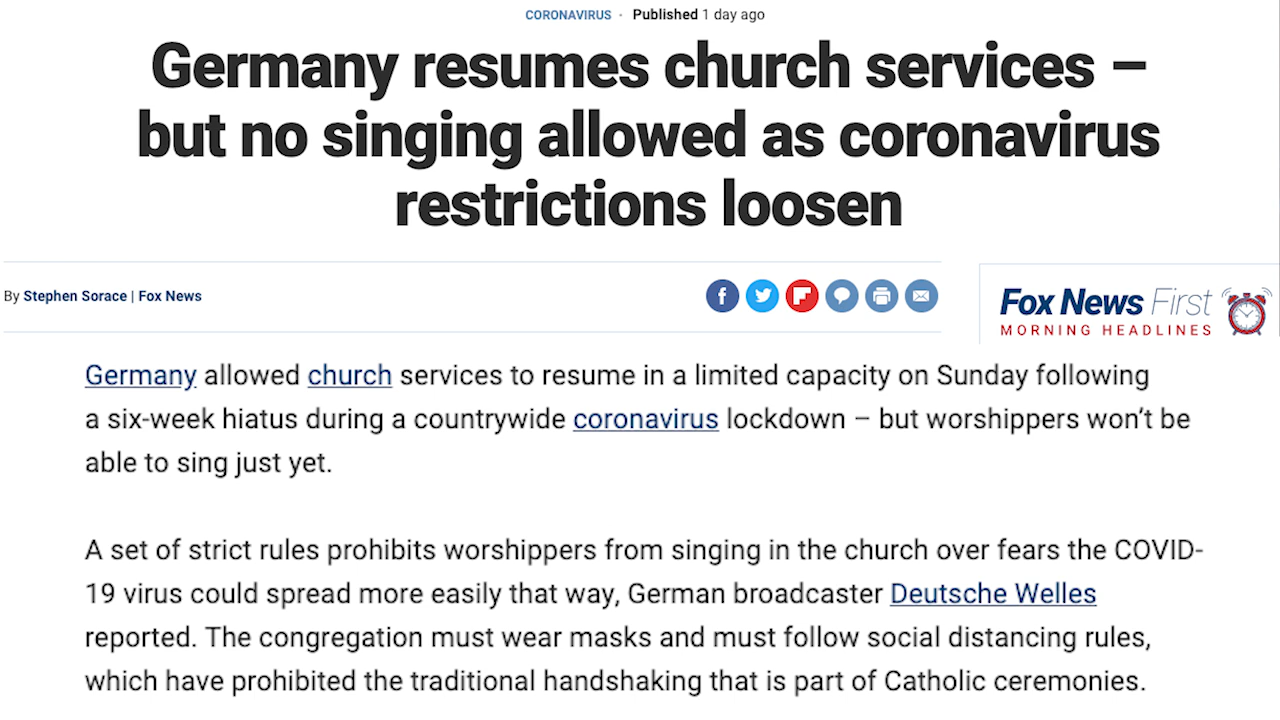 CORONAVIRUS · Published 1 day ago
Germany resumes church services –
but no singing allowed as coronavirus
restrictions loosen
By Stephen Sorace | Fox News
Fox News First
MORNING HEADLINES
Germany allowed church services to resume in a limited capacity on Sunday following
a six-week hiatus during a countrywide coronavirus lockdown – but worshippers won't be
able to sing just yet.
A set of strict rules prohibits worshippers from singing in the church over fears the COVID-
19 virus could spread more easily that way, German broadcaster Deutsche Welles
reported. The congregation must wear masks and must follow social distancing rules,
which have prohibited the traditional handshaking that is part of Catholic ceremonies.